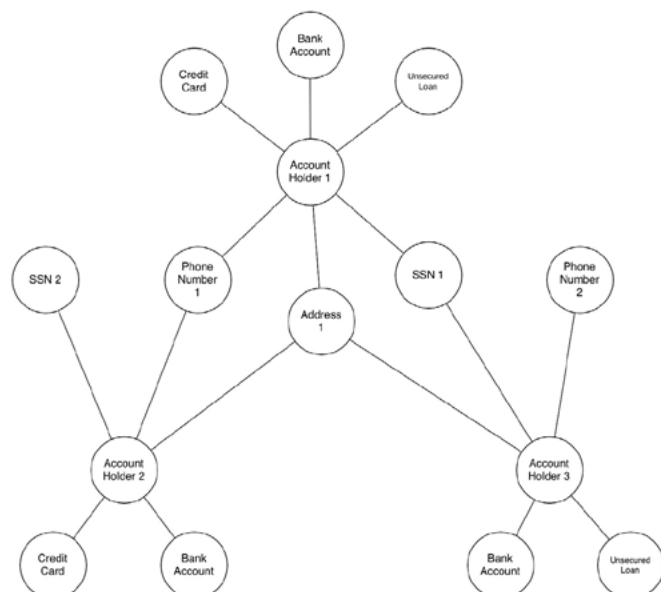 Bank
Account
Credit
Card
Unsecured
Loan
Account
Holder 1
SSN 2
Phone
Number
1
SSN 1
Phone
Number
2
Address
1
Account
Holder 2
Account
Holder 3
Credit
Card
Bank
Account
Bank
Account
Unsecured
Loan